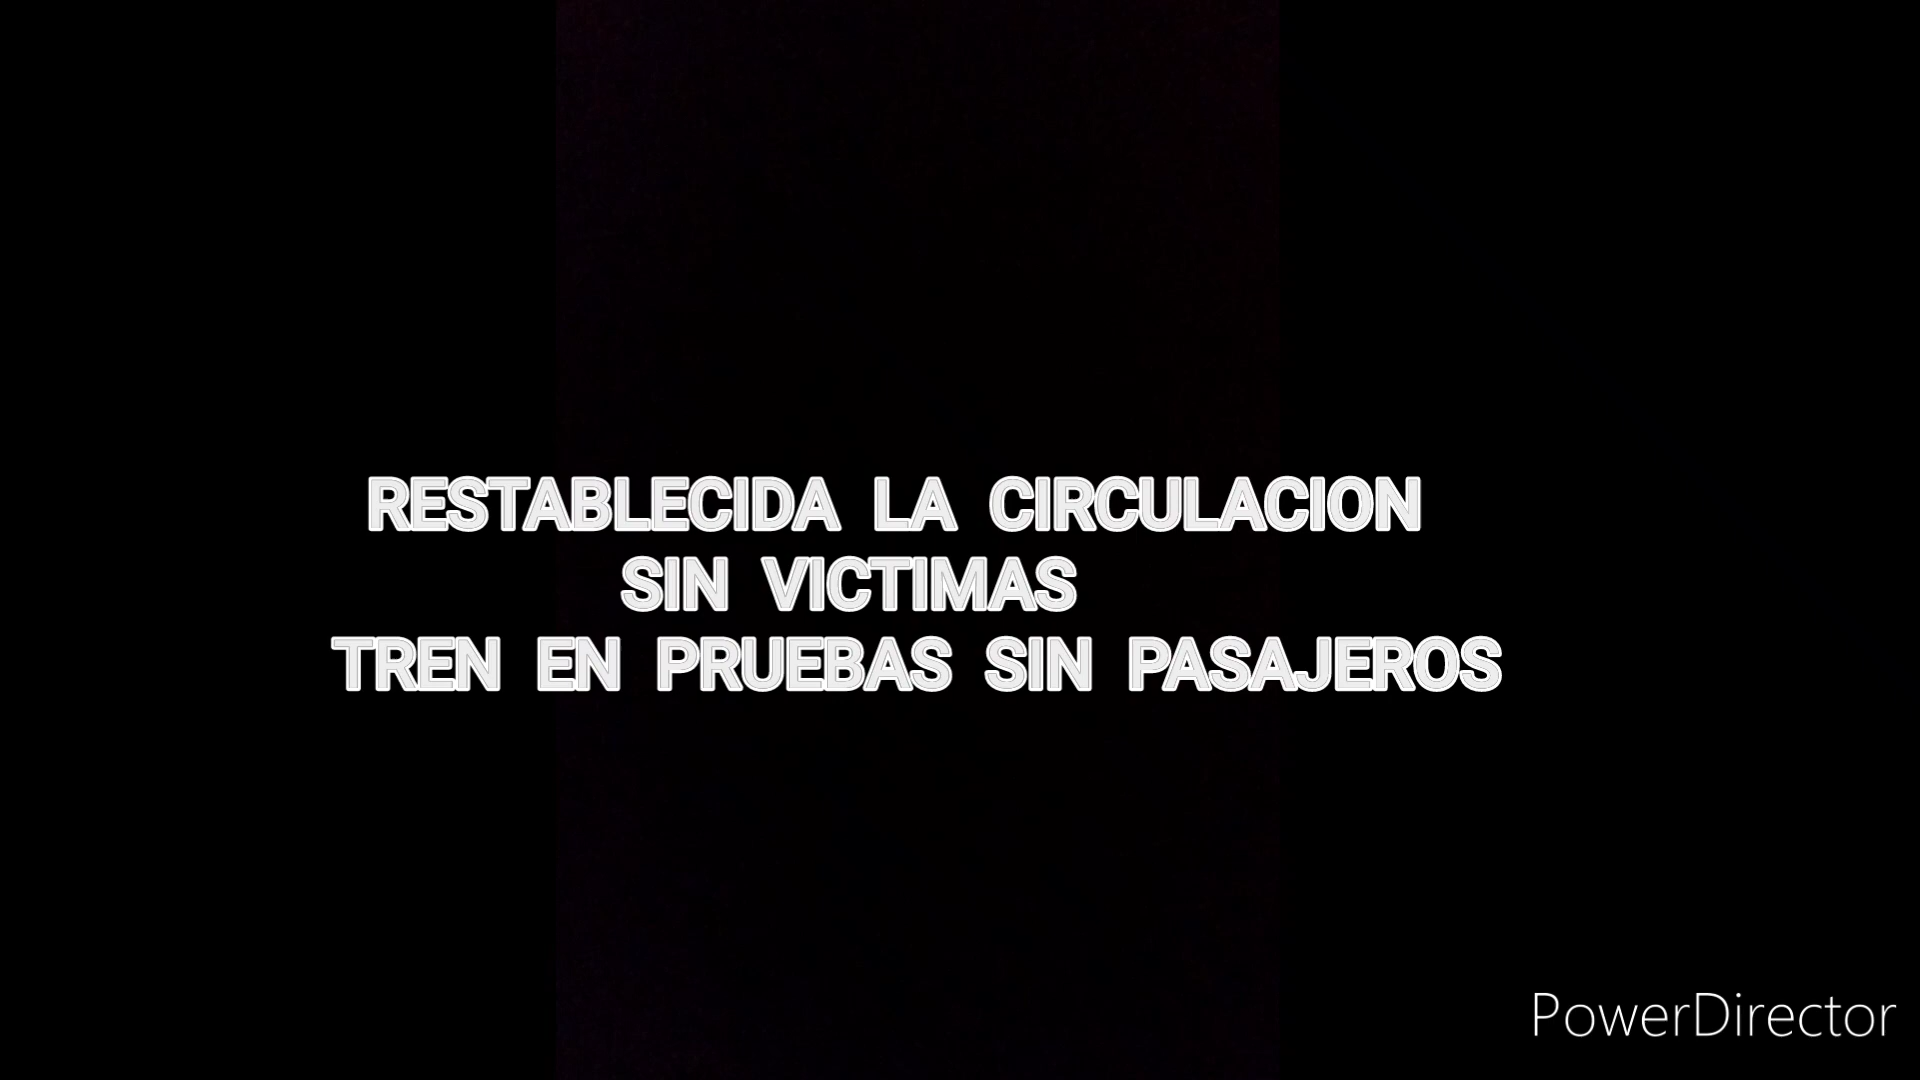 RESTABLECIDA LA CIRCULACION
SIN VICTIMAS
TREN EN PRUEBAS SIN PASAJEROS
PowerDirector